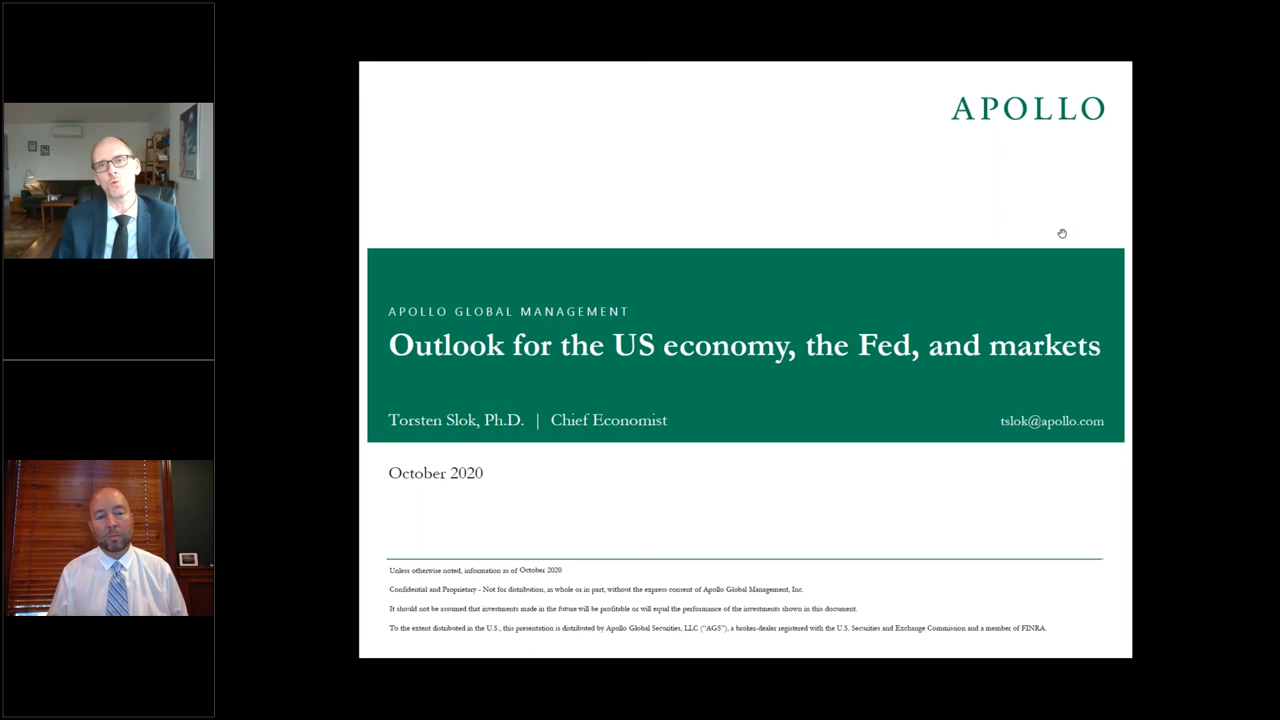 APOLLO
APOLLO GLOBAL MANAGEMENT
Outlook for the US economy, the Fed, and markets
Torsten Slok, Ph.D. | Chief Economist
tslok@apollo.com
October 2020
Unless otherwise noted, information as of October 2020
Confidential and Proprietary - Not for distribution, in whole or in part, without the express consent of Apollo Global Management, Inc.
It should not be assumed that investments made in the future will be profitable or will equal the performance of the investments shown in this document.
To the extent distributed in the U.S., this presentation is distributed by Apollo Global Securities, LLC (“AGS”), a broker-dealer registered with the U.S. Securities and Exchange Commission and a member of FINRA.